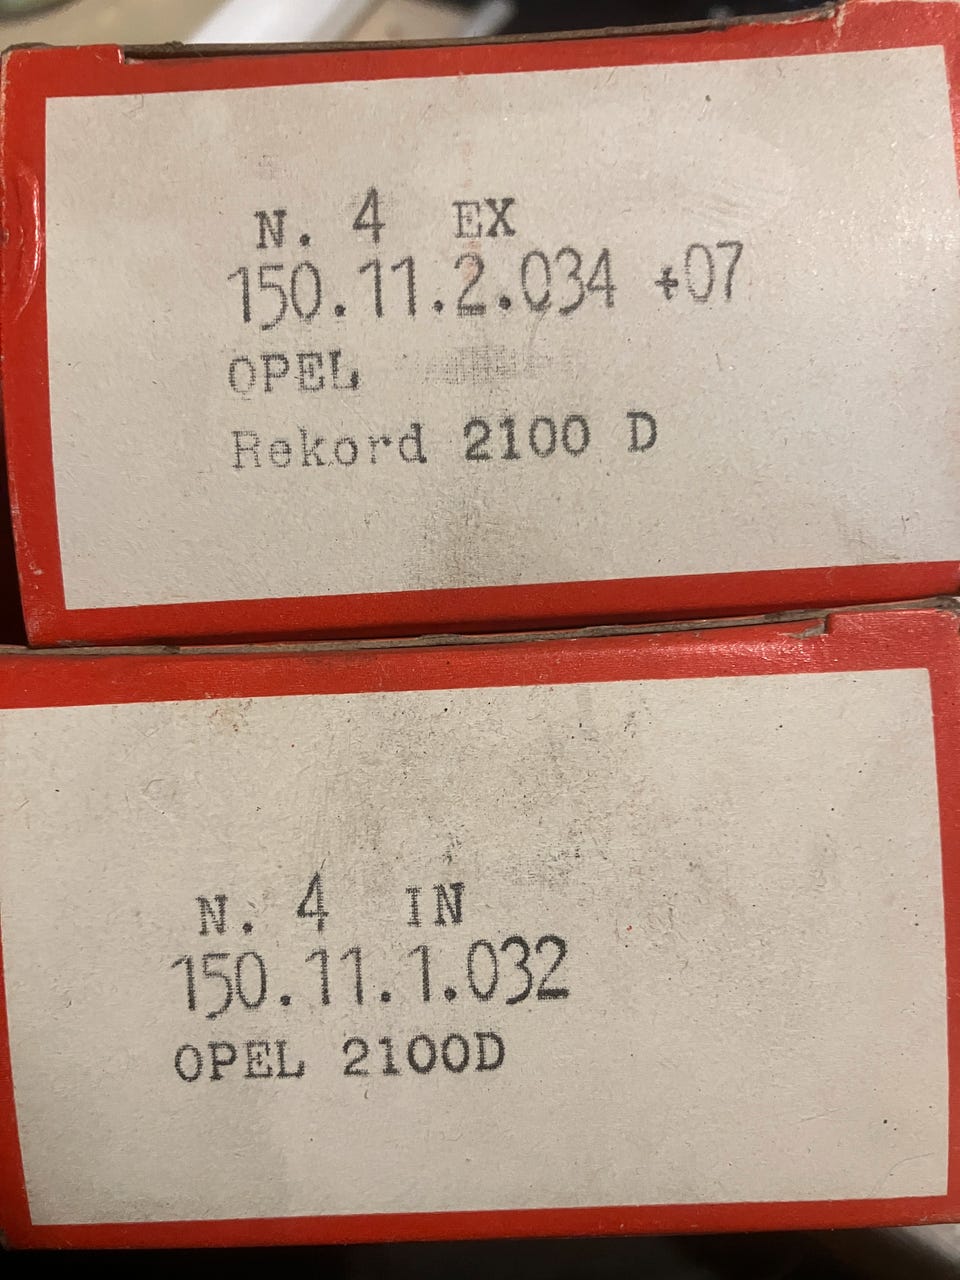 N. 4 EX
150.11.2.034 +07
OPEL
Rekord 2100 D
N. 4 IN
150.11.1.032
OPEL 2100D